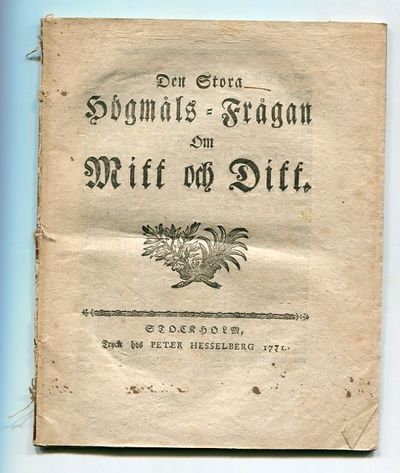 Den Stora
Högmåls-Frågan
Om
Mitt och Ditt.
STOCKHOLM,
Tryckt hos PETER HESSELBERG 1771.